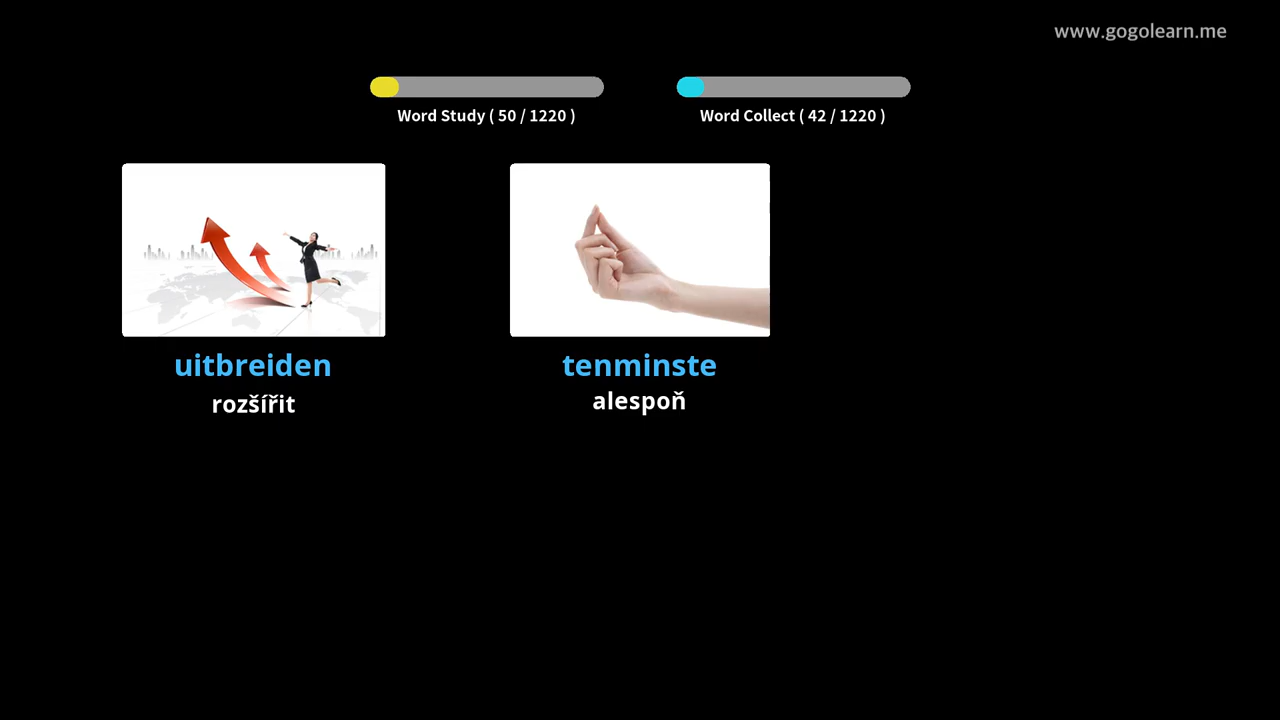 www.gogolearn.me
Word Study ( 50 / 1220 )
Word Collect ( 42 / 1220 )
uitbreiden
rozšířit
tenminste
alespoň